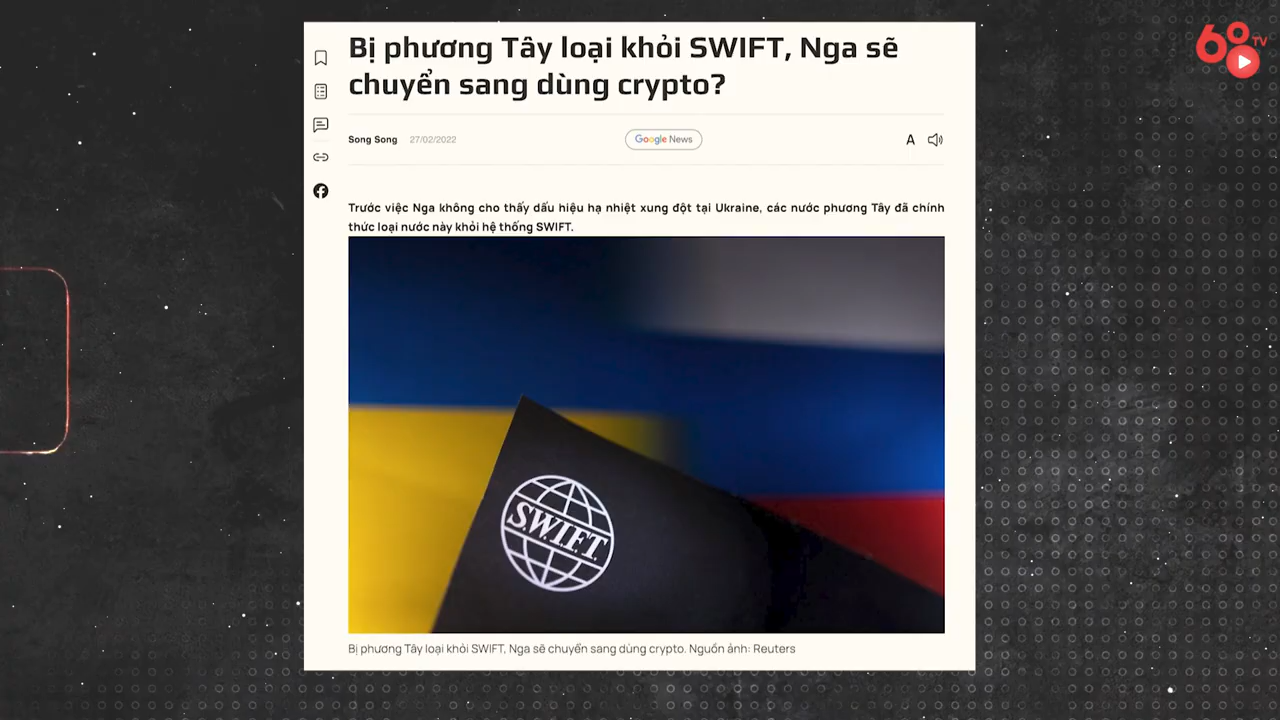 68
TV
Bị phương Tây loại khỏi SWIFT, Nga sẽ
chuyển sang dùng crypto?
Song Song 27/02/2022 Google News A
Trước việc Nga không cho thấy dấu hiệu hạ nhiệt xung đột tại Ukraine, các nước phương Tây đã chính
thức loại nước này khỏi hệ thống SWIFT.
S.W.I.F.T.
Bị phương Tây loại khỏi SWIFT, Nga sẽ chuyển sang dùng crypto. Nguồn ảnh: Reuters